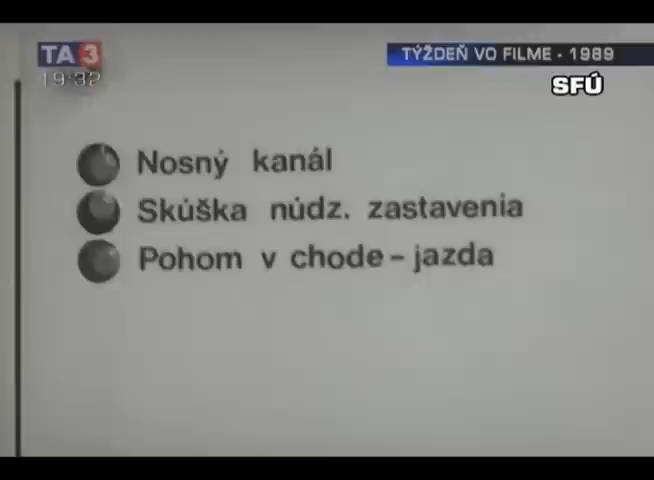 TA3
19:32
TÝŽDEŇ VO FILME - 1989
SFÚ
Nosný kanál
Skúška núdz. zastavenia
Pohom v chode - jazda